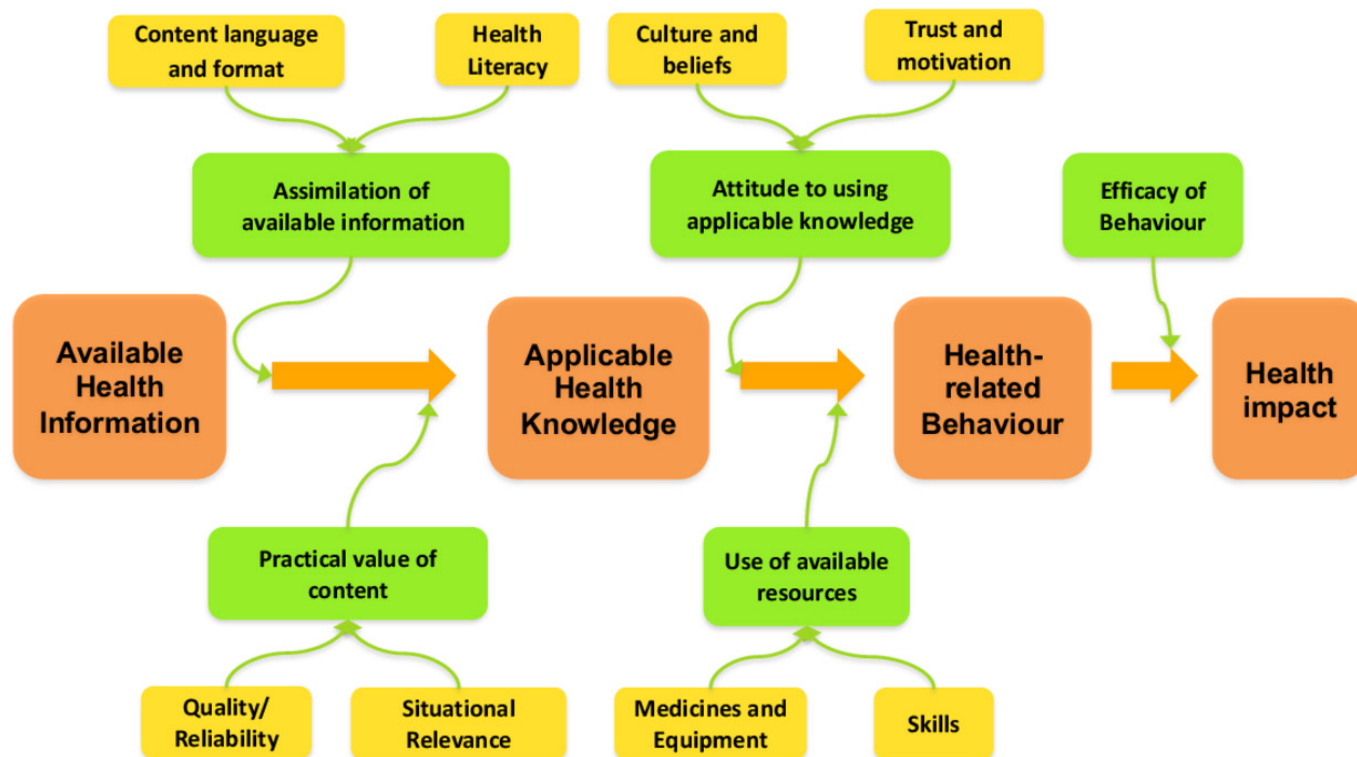 Content language
and format
Health
Literacy
Culture and
beliefs
Trust and
motivation
Assimilation of
available information
Attitude to using
applicable knowledge
Efficacy of
Behaviour
Available
Health
Information
Applicable
Health
Knowledge
Health-
related
Behaviour
Health
impact
Practical value of
content
Use of available
resources
Quality/
Reliability
Situational
Relevance
Medicines and
Equipment
Skills